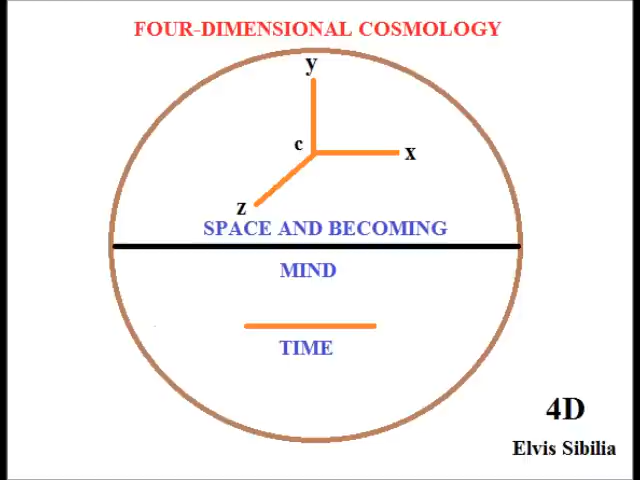 FOUR-DIMENSIONAL COSMOLOGY
y
c
x
z
SPACE AND BECOMING
MIND
TIME
4D
Elvis Sibilia